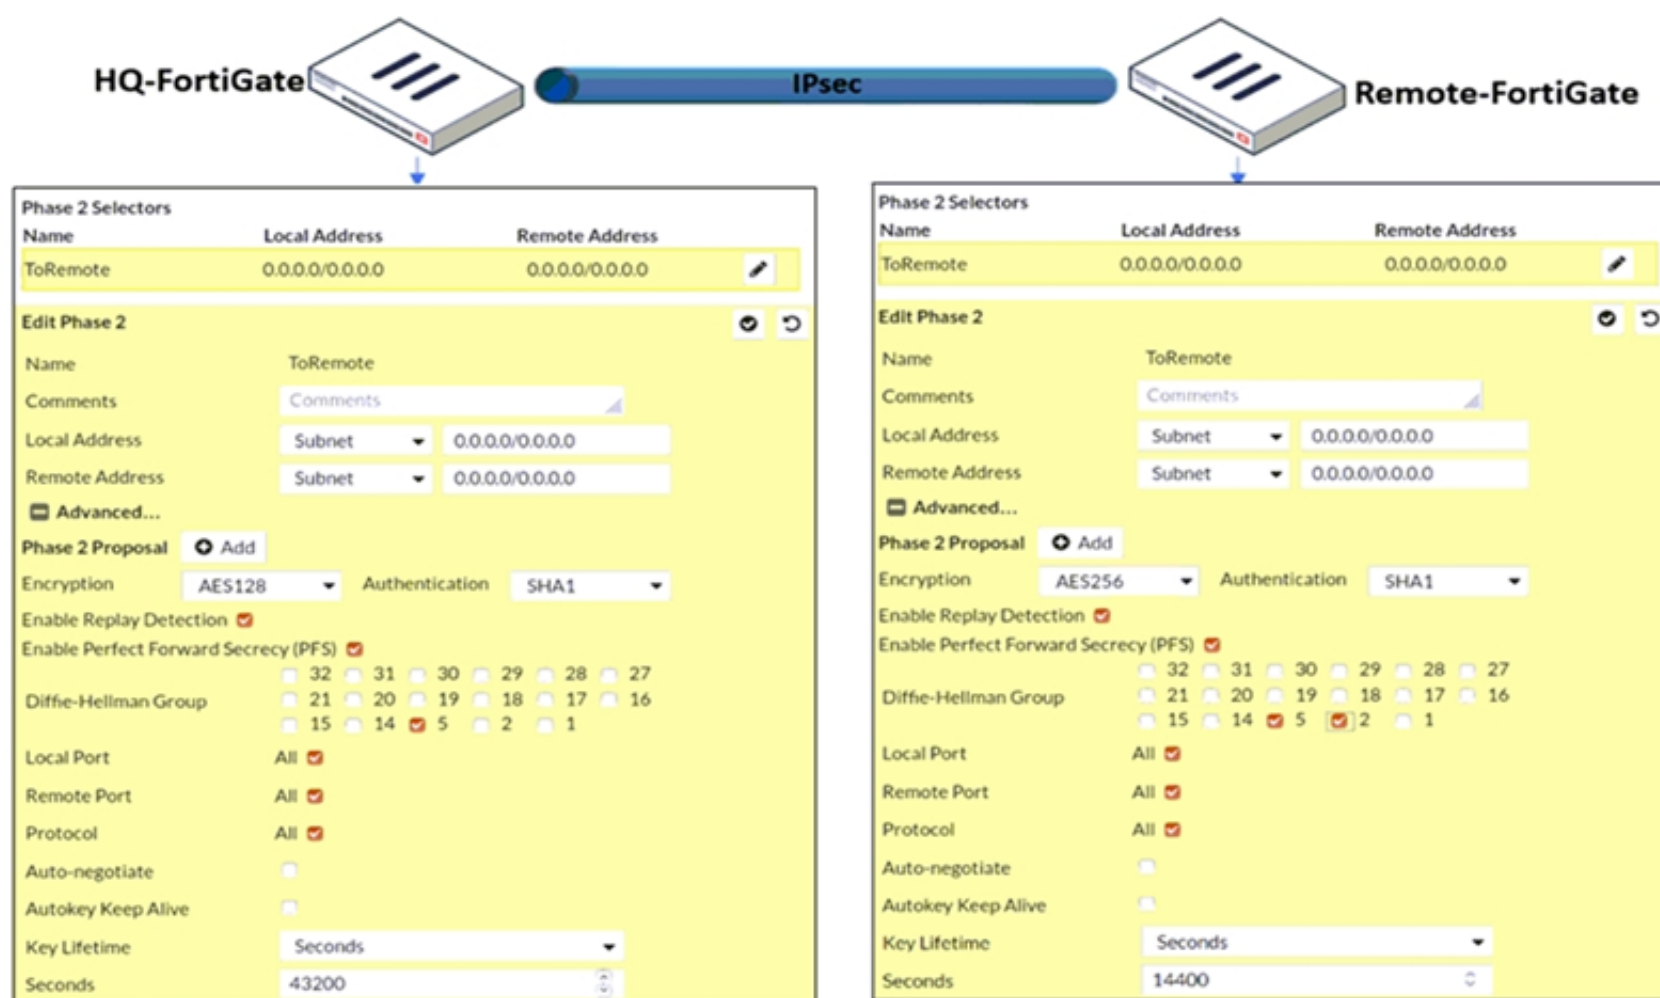 HQ-FortiGate
IPsec
Remote-FortiGate
Phase 2 Selectors
Name Local Address Remote Address
ToRemote 0.0.0.0/0.0.0.0 0.0.0.0/0.0.0.0
Edit Phase 2
Name ToRemote
Comments Comments
Local Address Subnet 0.0.0.0/0.0.0.0
Remote Address Subnet 0.0.0.0/0.0.0.0
Advanced...
Phase 2 Proposal Add
Encryption AES128 Authentication SHA1
Enable Replay Detection
Enable Perfect Forward Secrecy (PFS)
32 31 30 29 28 27
Diffie-Hellman Group 21 20 19 18 17 16
15 14 5 2 1
Local Port All
Remote Port All
Protocol All
Auto-negotiate
Autokey Keep Alive
Key Lifetime Seconds
Seconds 43200
Phase 2 Selectors
Name Local Address Remote Address
ToRemote 0.0.0.0/0.0.0.0 0.0.0.0/0.0.0.0
Edit Phase 2
Name ToRemote
Comments Comments
Local Address Subnet 0.0.0.0/0.0.0.0
Remote Address Subnet 0.0.0.0/0.0.0.0
Advanced...
Phase 2 Proposal Add
Encryption AES256 Authentication SHA1
Enable Replay Detection
Enable Perfect Forward Secrecy (PFS)
32 31 30 29 28 27
Diffie-Hellman Group 21 20 19 18 17 16
15 14 5 2 1
Local Port All
Remote Port All
Protocol All
Auto-negotiate
Autokey Keep Alive
Key Lifetime Seconds
Seconds 14400